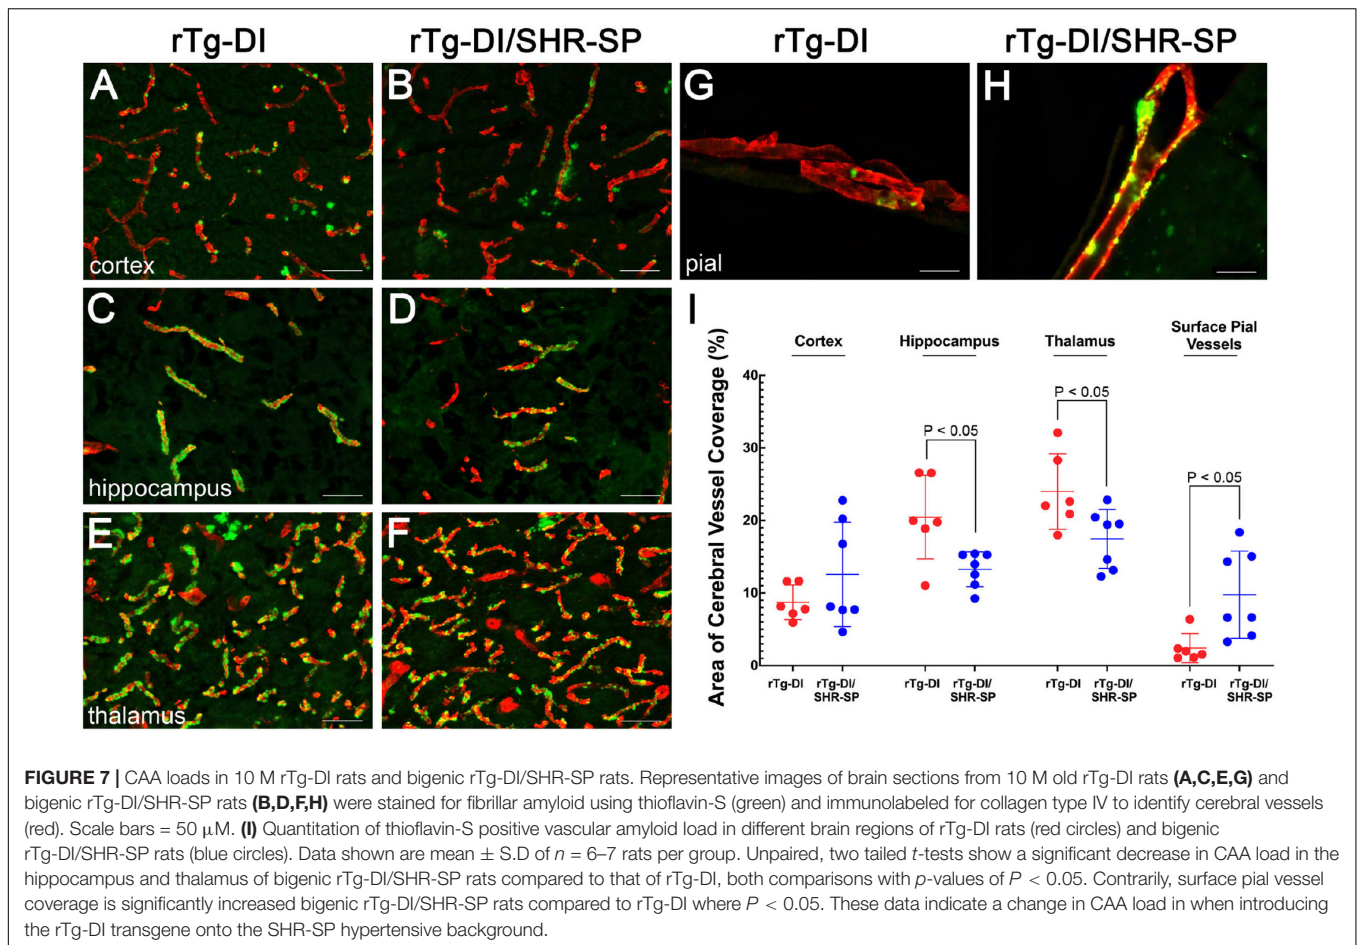 rTg-DI
rTg-DI/SHR-SP
rTg-DI
rTg-DI/SHR-SP
A
B
cortex
C
D
hippocampus
E
F
thalamus
G
H
pial
I
Cortex
Hippocampus
Thalamus
Surface Pial
Vessels
Area of Cerebral Vessel Coverage (%)
40
30
20
10
0
P < 0.05
P < 0.05
P < 0.05
rTg-DI
rTg-DI/
SHR-SP
rTg-DI
rTg-DI/
SHR-SP
rTg-DI
rTg-DI/
SHR-SP
rTg-DI
rTg-DI/
SHR-SP
FIGURE 7 | CAA loads in 10 M rTg-DI rats and bigenic rTg-DI/SHR-SP rats. Representative images of brain sections from 10 M old rTg-DI rats (A,C,E,G) and
bigenic rTg-DI/SHR-SP rats (B,D,F,H) were stained for fibrillar amyloid using thioflavin-S (green) and immunolabeled for collagen type IV to identify cerebral vessels
(red). Scale bars = 50 µM. (I) Quantitation of thioflavin-S positive vascular amyloid load in different brain regions of rTg-DI rats (red circles) and bigenic
rTg-DI/SHR-SP rats (blue circles). Data shown are mean ± S.D of n = 6–7 rats per group. Unpaired, two tailed t-tests show a significant decrease in CAA load in the
hippocampus and thalamus of bigenic rTg-DI/SHR-SP rats compared to that of rTg-DI, both comparisons with p-values of P < 0.05. Contrarily, surface pial vessel
coverage is significantly increased bigenic rTg-DI/SHR-SP rats compared to rTg-DI where P < 0.05. These data indicate a change in CAA load in when introducing
the rTg-DI transgene onto the SHR-SP hypertensive background.